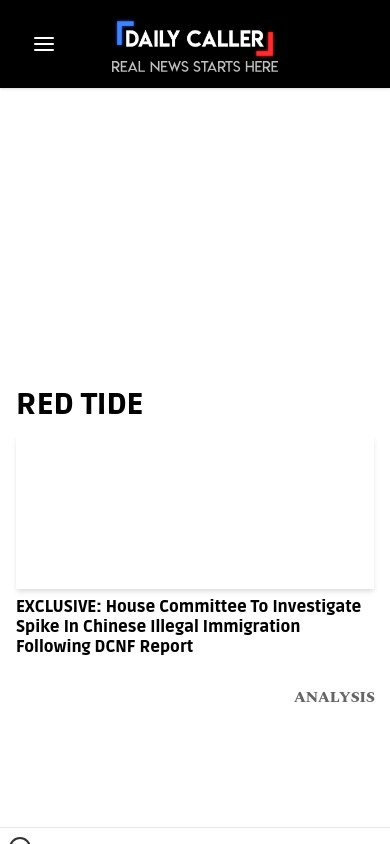 DAILY CALLER
REAL NEWS STARTS HERE
RED TIDE
EXCLUSIVE: House Committee To Investigate
Spike In Chinese Illegal Immigration
Following DCNF Report
ANALYSIS